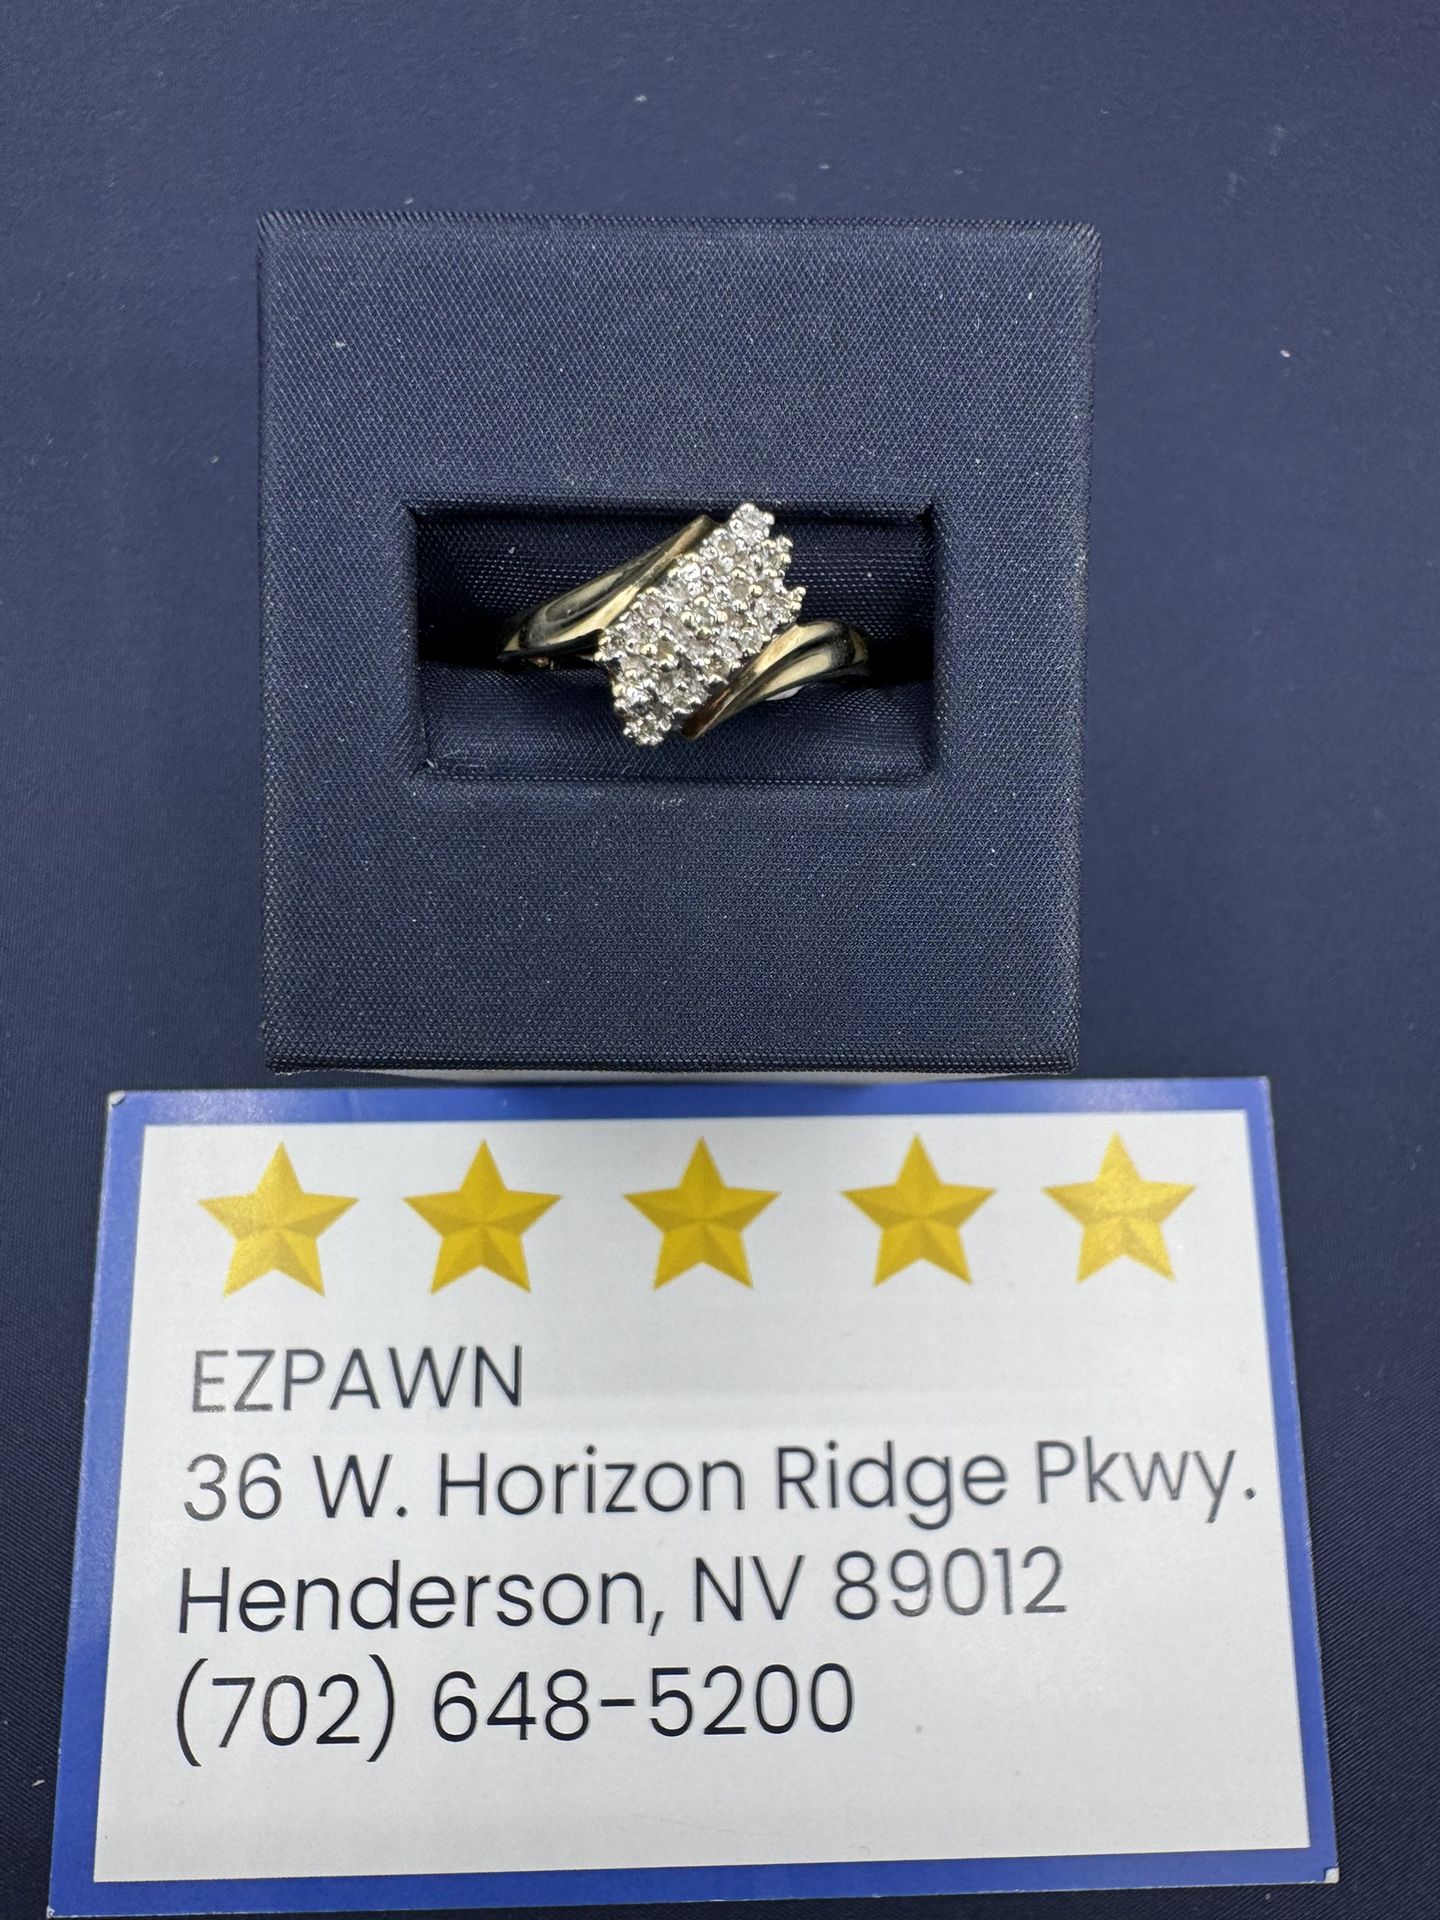 EZPAWN
36 W. Horizon Ridge Pkwy.
Henderson, NV 89012
(702) 648-5200